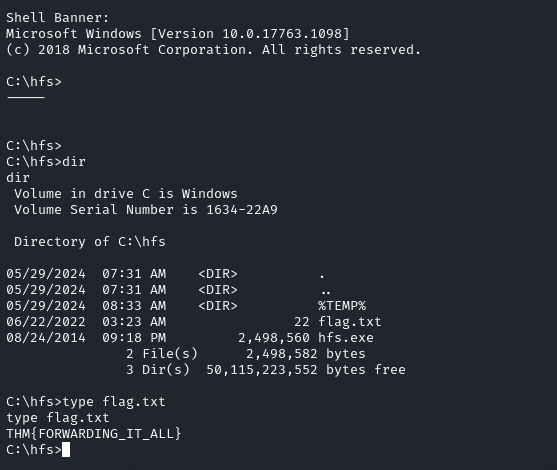 Shell Banner:
Microsoft Windows [Version 10.0.17763.1098]
(c) 2018 Microsoft Corporation. All rights reserved.
C:\hfs>
-----
C:\hfs>
C:\hfs>dir
dir
 Volume in drive C is Windows
 Volume Serial Number is 1634-22A9
 Directory of C:\hfs
05/29/2024  07:31 AM    <DIR>          .
05/29/2024  07:31 AM    <DIR>          ..
05/29/2024  08:33 AM    <DIR>          %TEMP%
06/22/2022  03:23 AM                22 flag.txt
08/24/2014  09:18 PM         2,498,560 hfs.exe
               2 File(s)      2,498,582 bytes
               3 Dir(s)  50,115,223,552 bytes free
C:\hfs>type flag.txt
type flag.txt
THM{FORWARDING_IT_ALL}
C:\hfs>